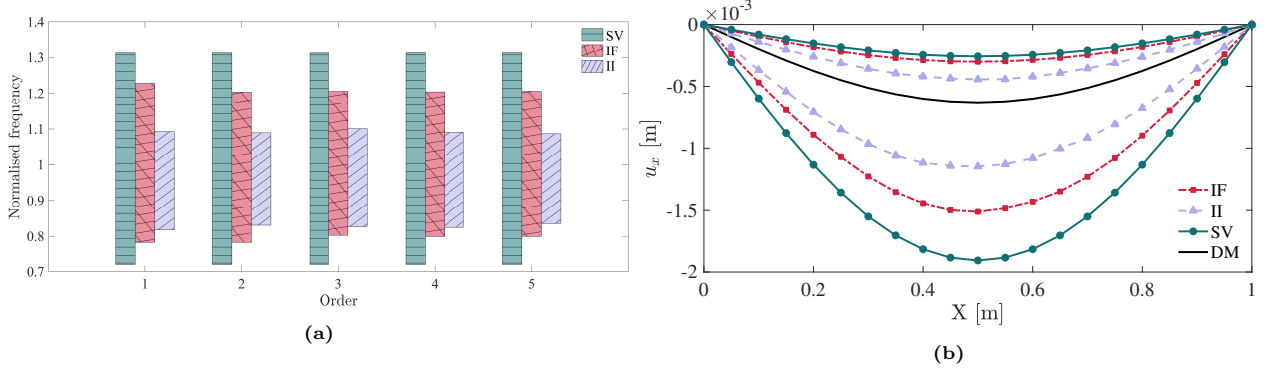 1.4
1.3
1.2
1.1
1
0.9
0.8
0.7
Normalised frequency
1 2 3 4 5
Order
SV
IF
II
(a)
×10⁻³
0
-0.5
-1
-1.5
-2
u_x [m]
0 0.2 0.4 0.6 0.8 1
X [m]
IF
II
SV
DM
(b)